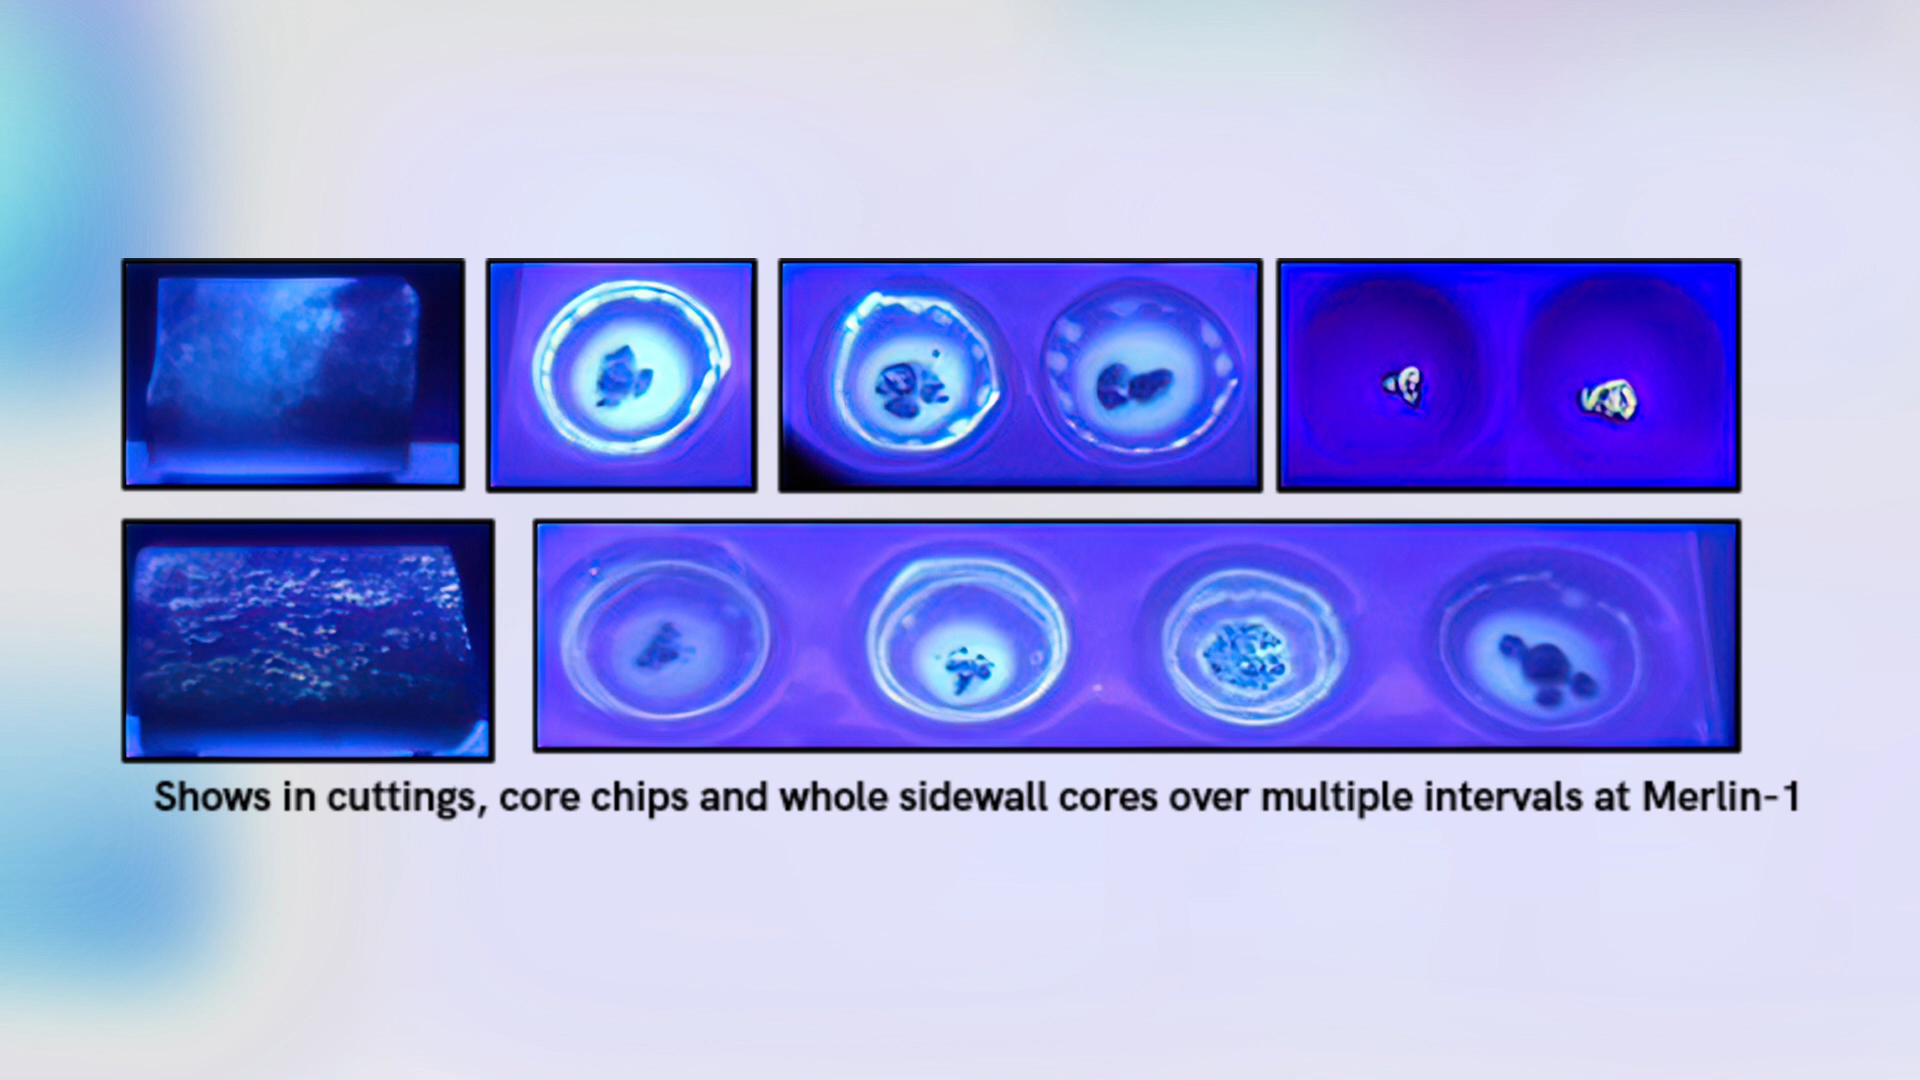 Shows in cuttings, core chips and whole sidewall cores over multiple intervals at Merlin-1